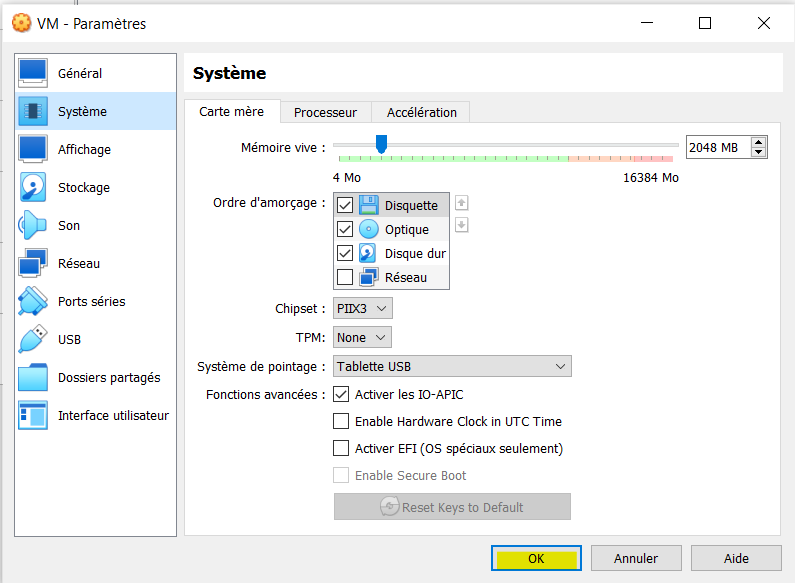 VM - Paramètres
Général
Système
Affichage
Stockage
Son
Réseau
Ports séries
USB
Dossiers partagés
Interface utilisateur
Système
Carte mère Processeur Accélération
Mémoire vive : 2048 MB
4 Mo 16384 Mo
Ordre d'amorçage : Disquette
Optique
Disque dur
Réseau
Chipset : PIIX3
TPM: None
Système de pointage : Tablette USB
Fonctions avancées : Activer les IO-APIC
Enable Hardware Clock in UTC Time
Activer EFI (OS spéciaux seulement)
Enable Secure Boot
Reset Keys to Default
OK Annuler Aide